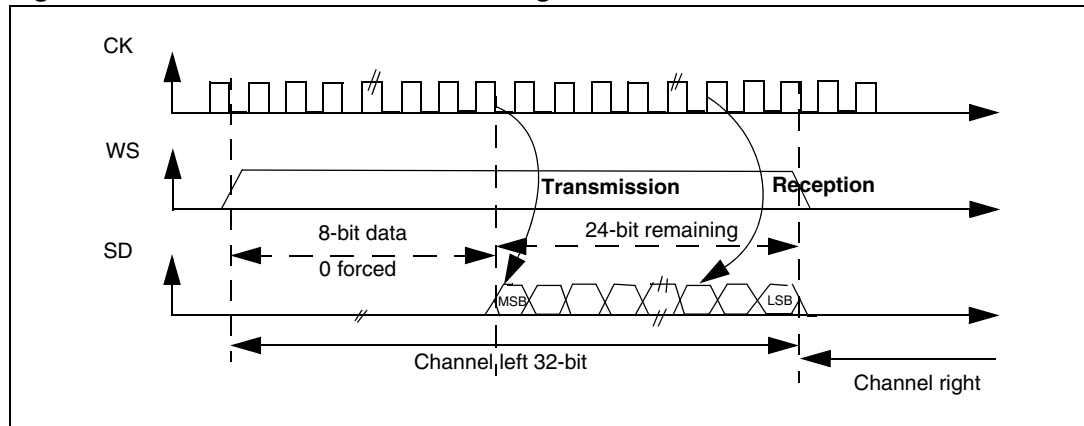 CK
WS
Transmission
Reception
8-bit data
24-bit remaining
SD
0 forced
MSB
LSB
Channel left 32-bit
Channel right